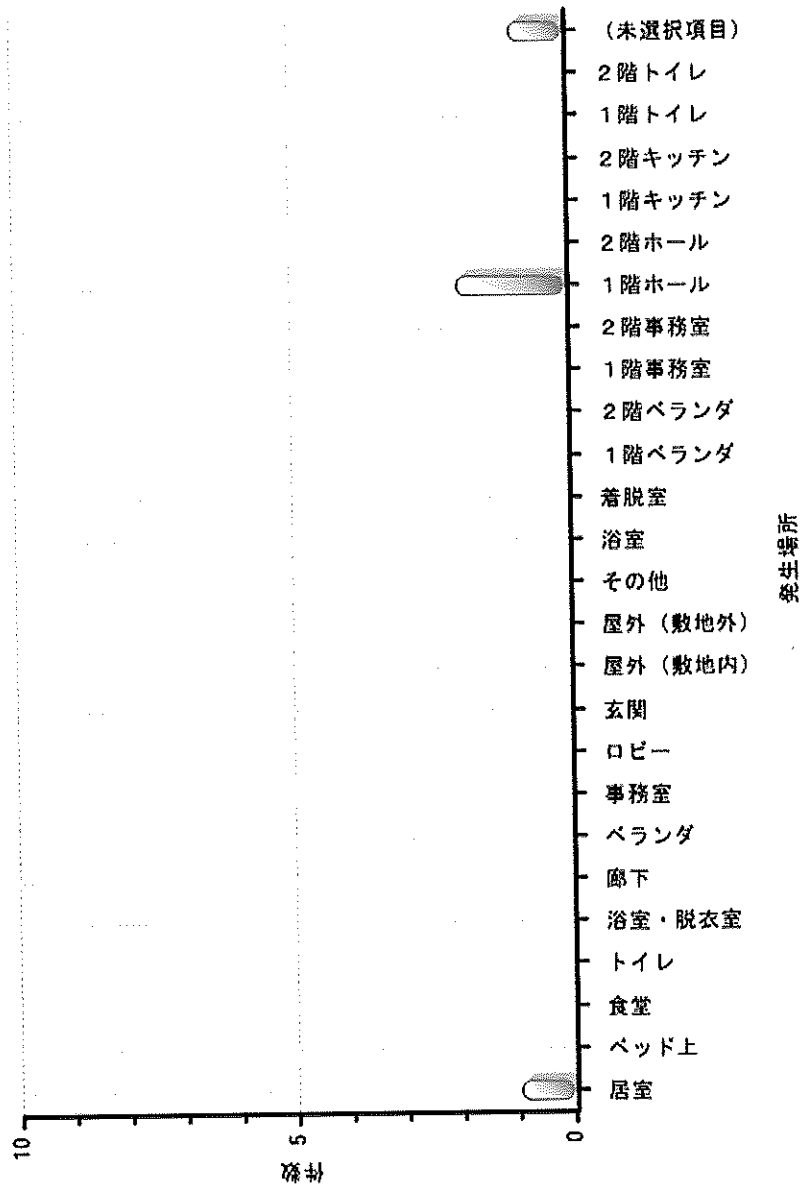 (未選択項目)
2階トイレ
1階トイレ
2階キッチン
1階キッチン
2階ホール
1階ホール
2階事務室
1階事務室
2階ベランダ
1階ベランダ
着脱室
浴室
その他
屋外（敷地外）
屋外（敷地内）
玄関
ロビー
事務室
ベランダ
廊下
浴室・脱衣室
トイレ
食堂
ベッド上
居室
発生場所
10
5
0
件数